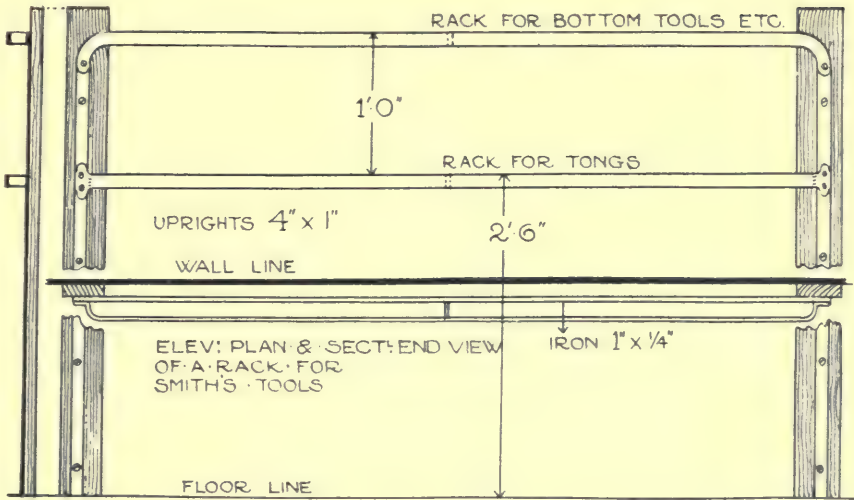 RACK FOR BOTTOM TOOLS ETC.
1'·0"
RACK FOR TONGS
UPRIGHTS 4" x 1"
2'·6"
WALL LINE
ELEV: PLAN & SECT: END VIEW
OF·A·RACK·FOR
SMITH'S·TOOLS
IRON 1" x ¼"
FLOOR LINE